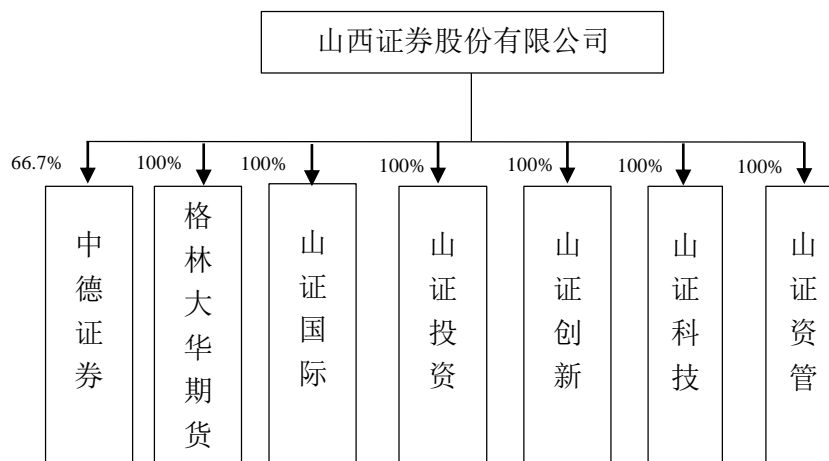 山西证券股份有限公司
66.7%
100%
100%
100%
100%
100%
100%
中德证券
格林大华期货
山证国际
山证投资
山证创新
山证科技
山证资管